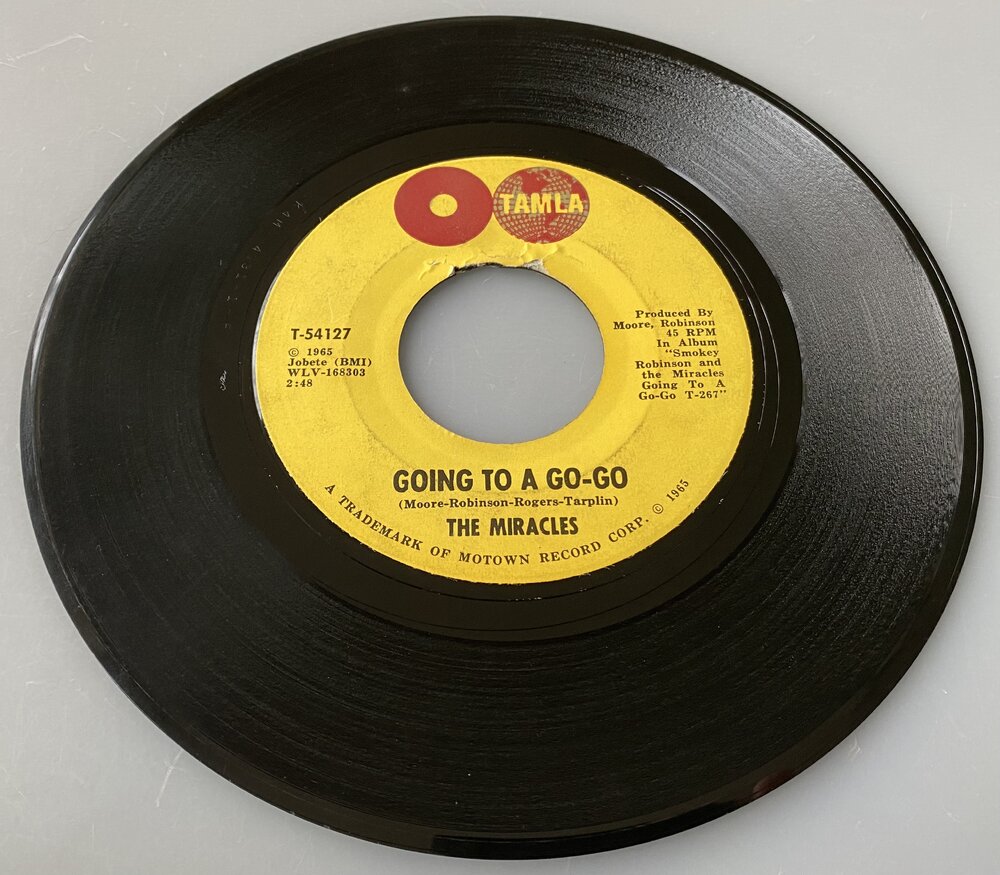 TAMLA
T-54127
© 1965
Jobete (BMI)
WLV-168303
2:48
Produced By
Moore, Robinson
45 RPM
In Album
"Smokey
Robinson and
the Miracles
Going To A
Go-Go T-267"
GOING TO A GO-GO
(Moore-Robinson-Rogers-Tarplin)
THE MIRACLES
A TRADEMARK OF MOTOWN RECORD CORP. © 1965